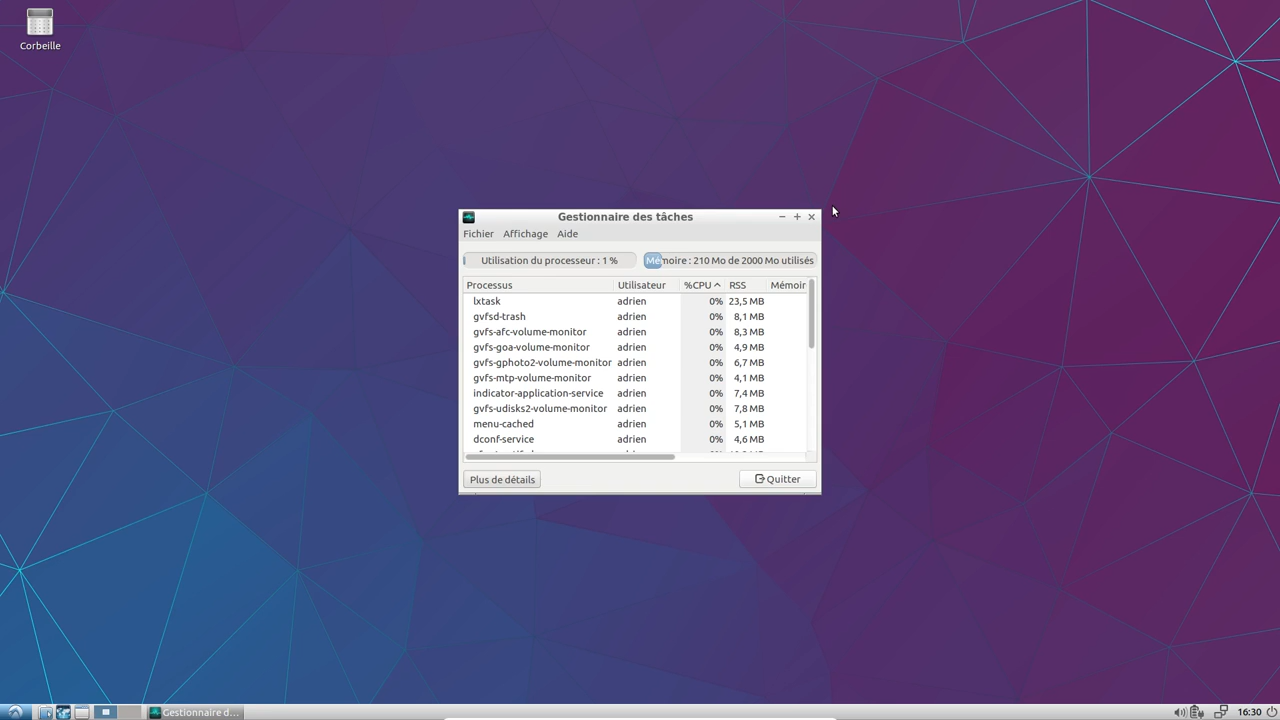 Corbeille
Gestionnaire des tâches
Fichier Affichage Aide
Utilisation du processeur : 1 % Mémoire : 210 Mo de 2000 Mo utilisés
Processus Utilisateur %CPU RSS Mémoir
lxtask adrien 0% 23,5 MB
gvfsd-trash adrien 0% 8,1 MB
gvfs-afc-volume-monitor adrien 0% 8,3 MB
gvfs-goa-volume-monitor adrien 0% 4,9 MB
gvfs-gphoto2-volume-monitor adrien 0% 6,7 MB
gvfs-mtp-volume-monitor adrien 0% 4,1 MB
indicator-application-service adrien 0% 7,4 MB
gvfs-udisks2-volume-monitor adrien 0% 7,8 MB
menu-cached adrien 0% 5,1 MB
dconf-service adrien 0% 4,6 MB
Plus de détails Quitter
Gestionnaire d... 16:30